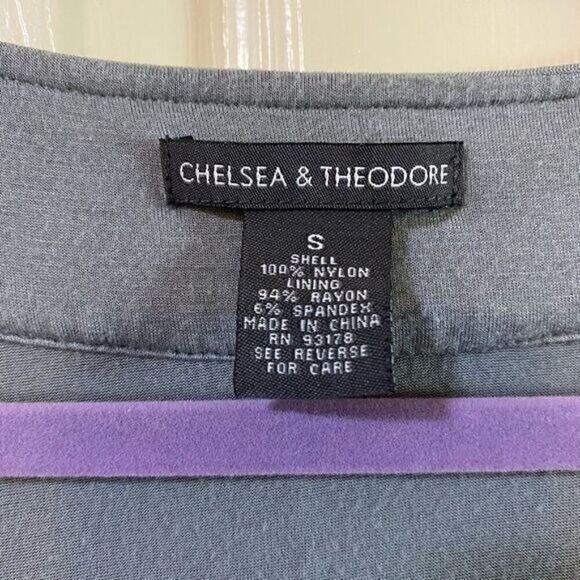 CHELSEA & THEODORE
S
SHELL
100% NYLON
LINING
94% RAYON
6% SPANDEX
MADE IN CHINA
RN 93178
SEE REVERSE
FOR CARE